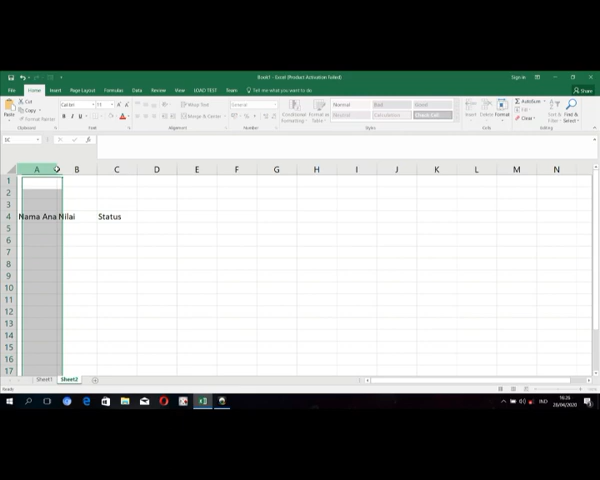 Book1 - Excel (Product Activation Failed)
Sign in
File Home Insert Page Layout Formulas Data Review View LOAD TEST Team Tell me what you want to do
Share
Cut
Copy
Format Painter
Paste
Calibri 11
Wrap Text
Merge & Center
General
Conditional Formatting
Format as Table
Normal Bad Good
Neutral Calculation Check Cell
Insert Delete Format
AutoSum
Fill
Clear
Sort & Filter
Find & Select
Clipboard Font Alignment Number Styles Cells Editing
1C
A B C D E F G H I J K L M N
1
2
3
4 Nama Ana Nilai Status
5
6
7
8
9
10
11
12
13
14
15
16
17
Sheet1 Sheet2
Ready
IND
16:26
26/04/2020